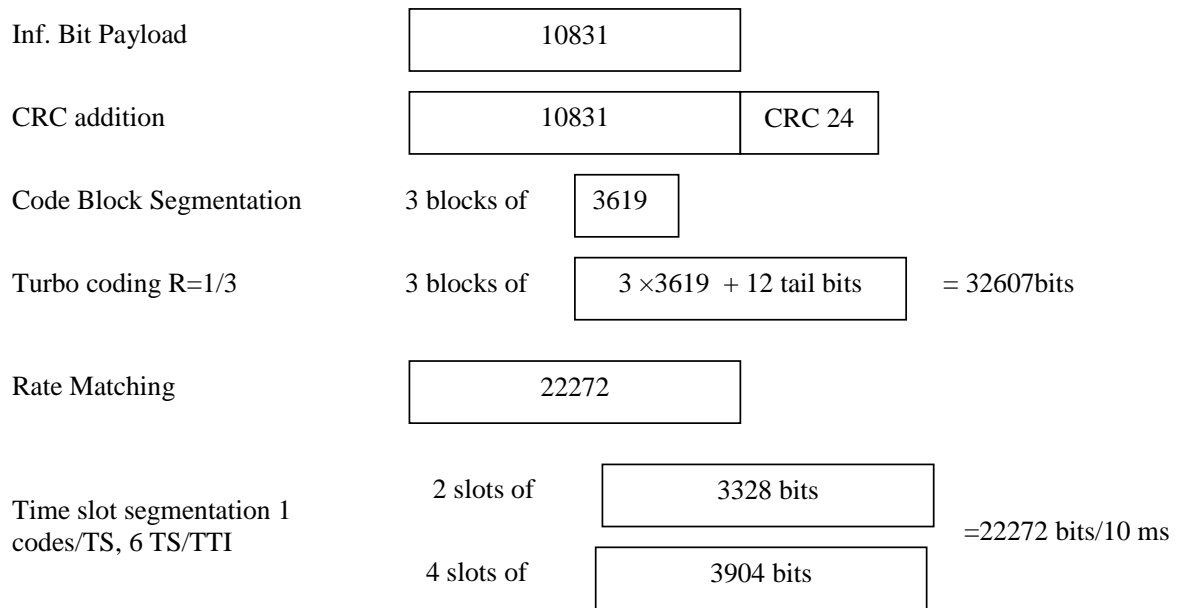 Inf. Bit Payload 10831
CRC addition 10831 CRC 24
Code Block Segmentation 3 blocks of 3619
Turbo coding R=1/3 3 blocks of 3 ×3619 + 12 tail bits = 32607bits
Rate Matching 22272
2 slots of 3328 bits
Time slot segmentation 1
codes/TS, 6 TS/TTI =22272 bits/10 ms
4 slots of 3904 bits